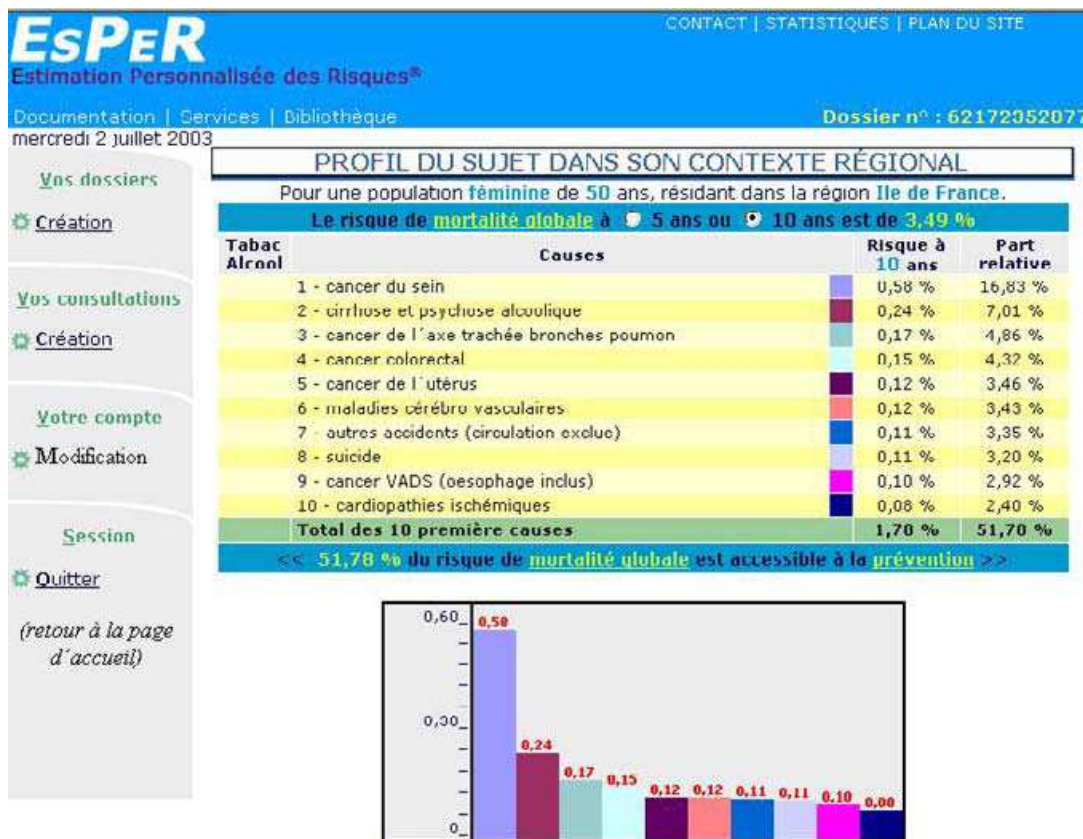 CONTACT | STATISTIQUES | PLAN DU SITE
EsPeR
Estimation Personnalisée des Risques®
Documentation | Services | Bibliothèque
Dossier n° : 62172352077
mercredi 2 juillet 2003
Vos dossiers
Création
Vos consultations
Création
Votre compte
Modification
Session
Quitter
(retour à la page
d´accueil)
PROFIL DU SUJET DANS SON CONTEXTE RÉGIONAL
Pour une population féminine de 50 ans, résidant dans la région Ile de France.
Le risque de mortalité globale à 5 ans ou 10 ans est de 3,49 %
Tabac Alcool Causes Risque à 10 ans Part relative
1 - cancer du sein 0,58 % 16,83 %
2 - cirrhose et psychose alcoolique 0,24 % 7,01 %
3 - cancer de l´axe trachée bronches poumon 0,17 % 4,86 %
4 - cancer colorectal 0,15 % 4,32 %
5 - cancer de l´utérus 0,12 % 3,46 %
6 - maladies cérébro vasculaires 0,12 % 3,43 %
7 - autres accidents (circulation exclue) 0,11 % 3,35 %
8 - suicide 0,11 % 3,20 %
9 - cancer VADS (oesophage inclus) 0,10 % 2,92 %
10 - cardiopathies ischémiques 0,08 % 2,40 %
Total des 10 première causes 1,78 % 51,78 %
<< 51,78 % du risque de mortalité globale est accessible à la prévention >>
0,60
0,58
0,30
0,24
0,17
0,15
0,12
0,12
0,11
0,11
0,10
0,08
0